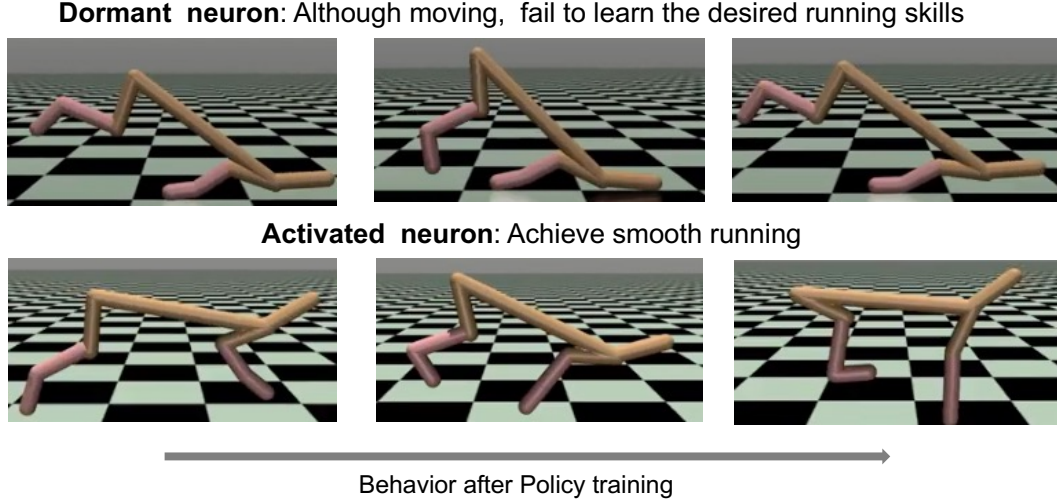 Dormant neuron: Although moving, fail to learn the desired running skills
Activated neuron: Achieve smooth running
Behavior after Policy training